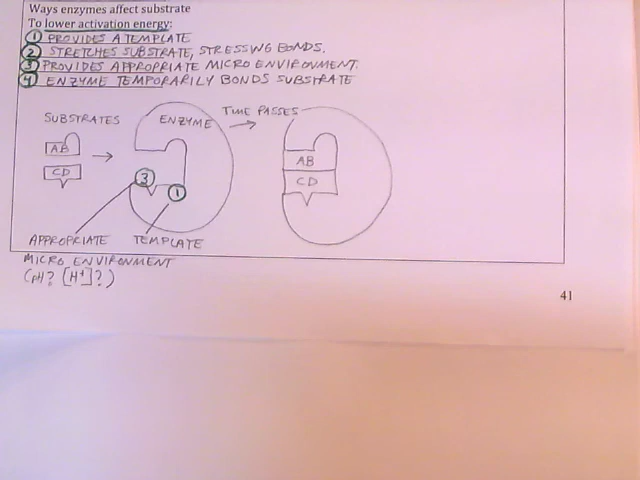 Ways enzymes affect substrate
To lower activation energy:
① PROVIDES A TEMPLATE
② STRETCHES SUBSTRATE, STRESSING BONDS.
③ PROVIDES APPROPRIATE MICRO ENVIRONMENT.
④ ENZYME TEMPORARILY BONDS SUBSTRATE
SUBSTRATES ENZYME TIME PASSES
AB
CD
③ ①
AB
CD
APPROPRIATE TEMPLATE
MICRO ENVIRONMENT
(pH? [H+]?)
41